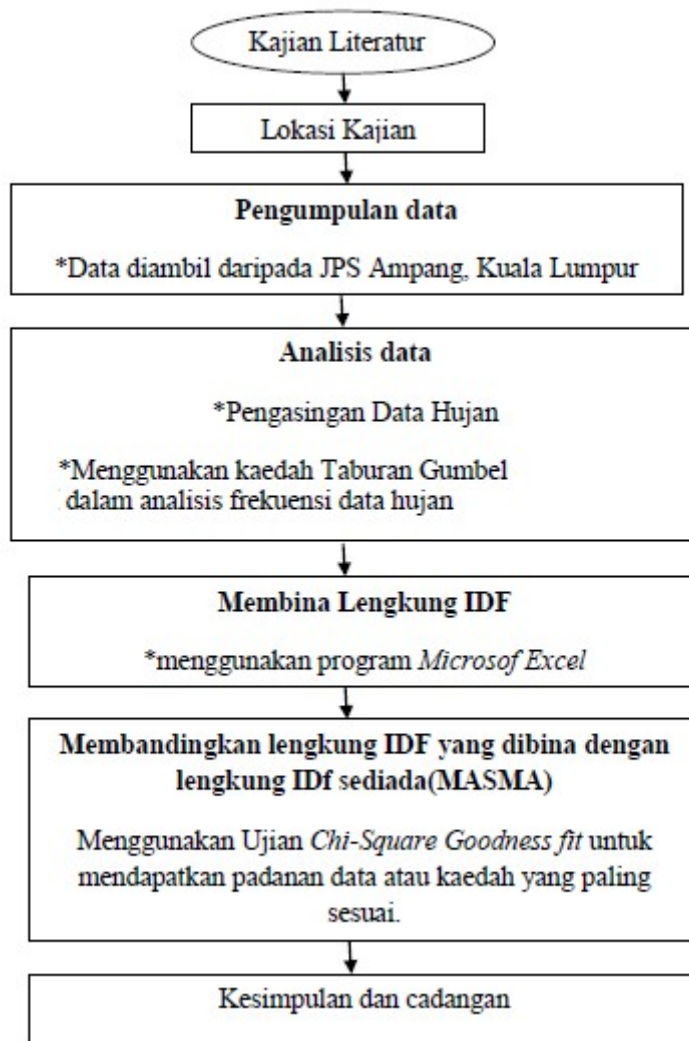 Kajian Literatur
Lokasi Kajian
Pengumpulan data
*Data diambil daripada JPS Ampang, Kuala Lumpur
Analisis data
*Pengasingan Data Hujan
*Menggunakan kaedah Taburan Gumbel
dalam analisis frekuensi data hujan
Membina Lengkung IDF
*menggunakan program Microsof Excel
Membandingkan lengkung IDF yang dibina dengan
lengkung IDf sediada(MASMA)
Menggunakan Ujian Chi-Square Goodness fit untuk
mendapatkan padanan data atau kaedah yang paling
sesuai.
Kesimpulan dan cadangan